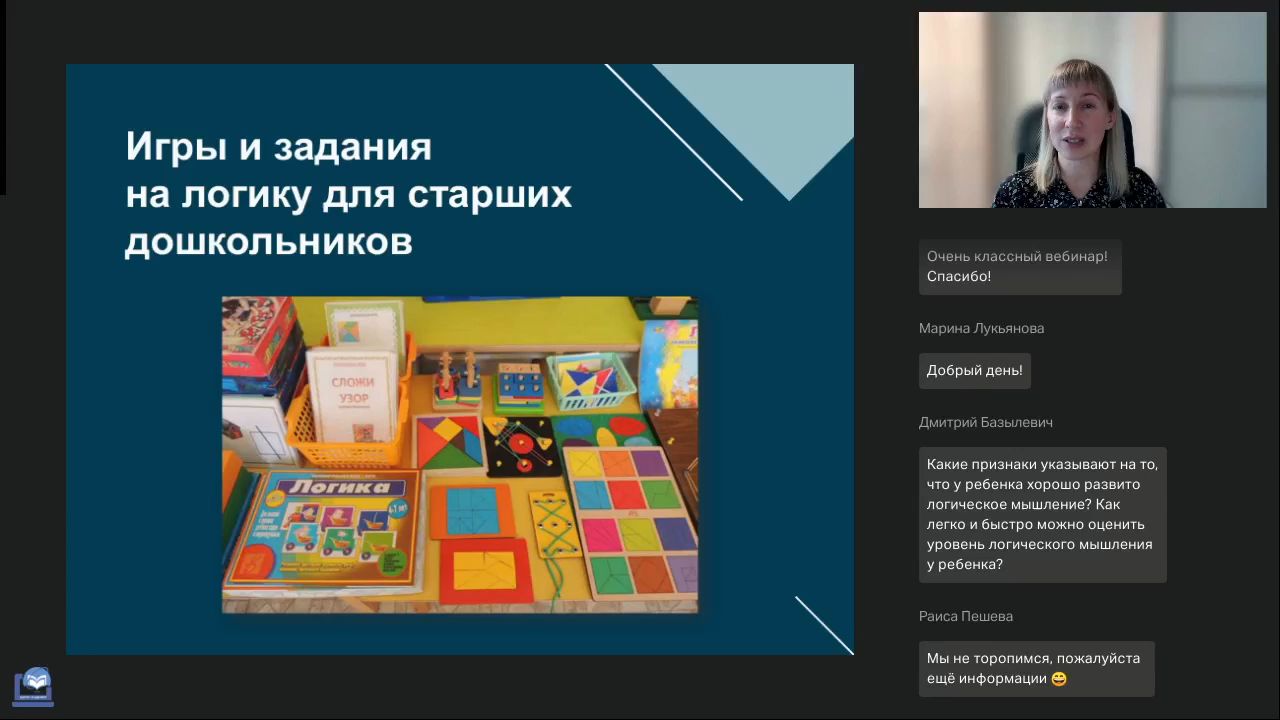 Игры и задания
на логику для старших
дошкольников
СЛОЖИ
УЗОР
Логика
Очень классный вебинар!
Спасибо!
Марина Лукьянова
Добрый день!
Дмитрий Базылевич
Какие признаки указывают на то,
что у ребенка хорошо развито
логическое мышление? Как
легко и быстро можно оценить
уровень логического мышления
у ребенка?
Раиса Пешева
Мы не торопимся, пожалуйста
ещё информации 😄